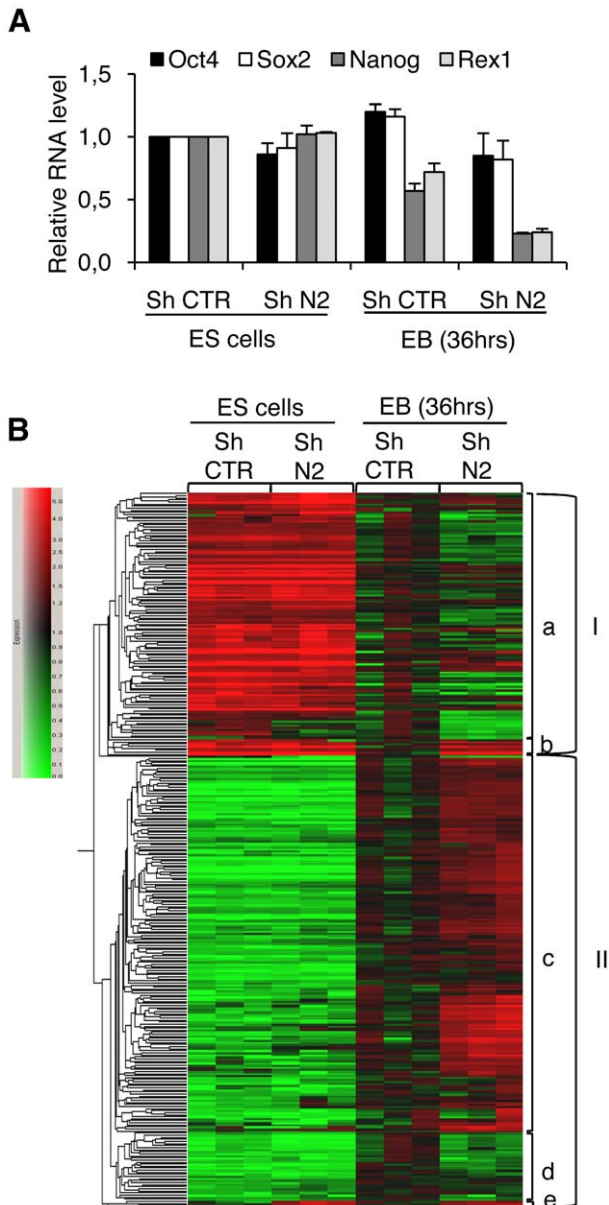 A
Oct4 Sox2 Nanog Rex1
Relative RNA level
1,5
1,0
0,5
0,0
Sh CTR Sh N2 Sh CTR Sh N2
ES cells EB (36hrs)
B
ES cells EB (36hrs)
Sh Sh Sh Sh
CTR N2 CTR N2
Expression
5.0
4.0
3.0
2.5
2.0
1.5
1.2
1.0
0.9
0.8
0.7
0.6
0.5
0.4
0.3
0.2
0.1
0.0
a I
b
c II
d
e